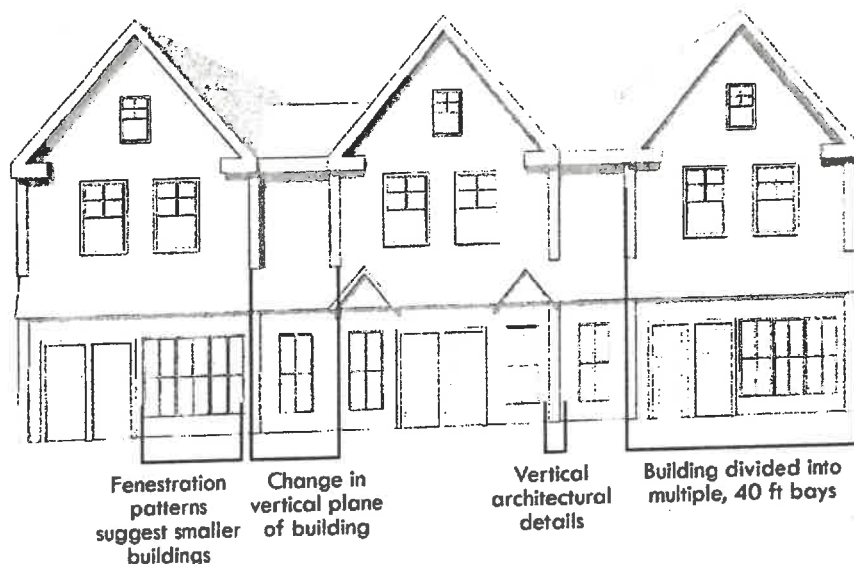 Fenestration
patterns
suggest smaller
buildings
Change in
vertical plane
of building
Vertical
architectural
details
Building divided into
multiple, 40 ft bays